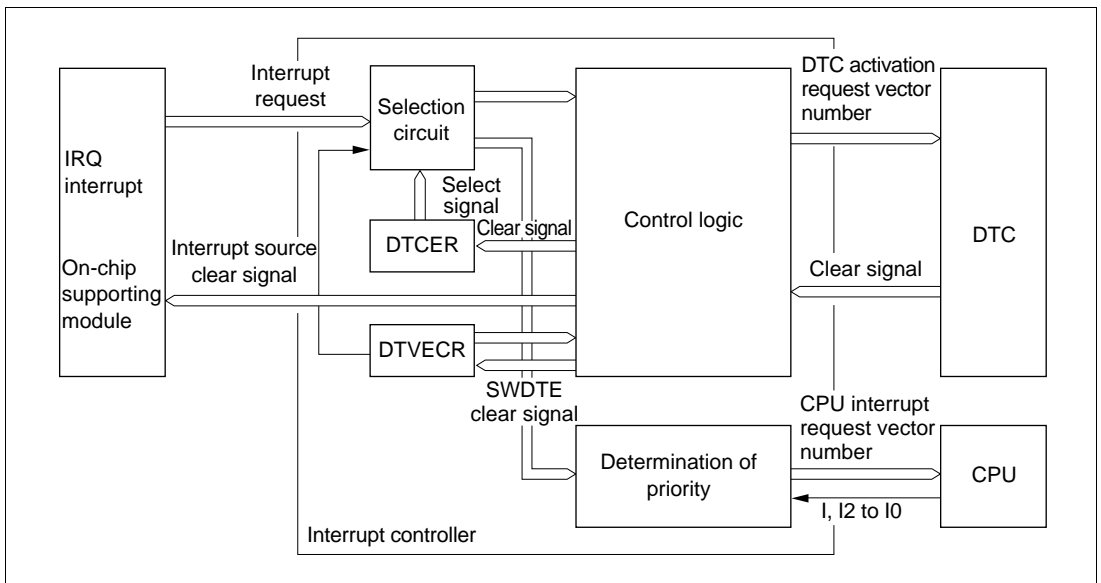 Interrupt
request
Selection
circuit
DTC activation
request vector
number
IRQ
interrupt
Select
signal
Control logic
DTC
DTCER
Clear signal
Interrupt source
clear signal
Clear signal
On-chip
supporting
module
DTVECR
SWDTE
clear signal
CPU interrupt
request vector
number
Determination of
priority
CPU
I, I2 to I0
Interrupt controller